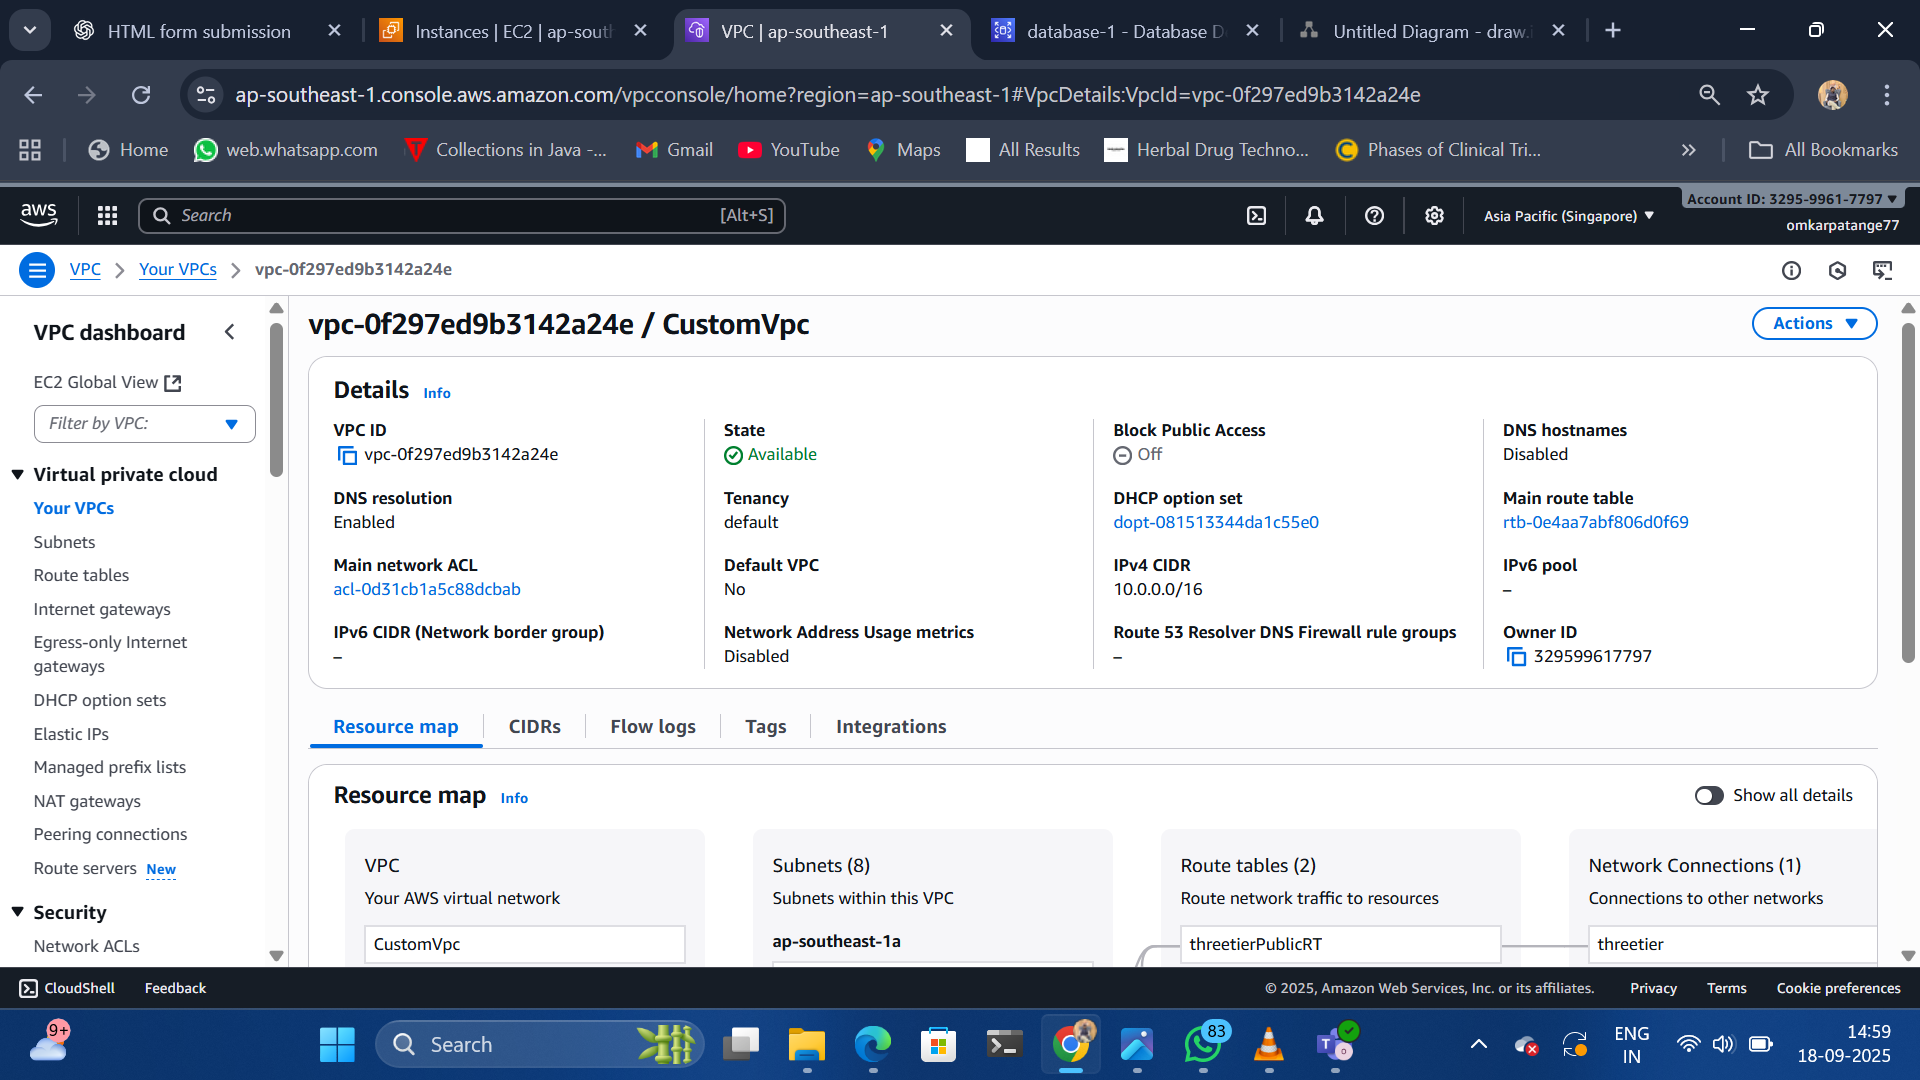 HTML form submission
Instances | EC2 | ap-south
VPC | ap-southeast-1
database-1 - Database D
Untitled Diagram - draw.i
ap-southeast-1.console.aws.amazon.com/vpcconsole/home?region=ap-southeast-1#VpcDetails:VpcId=vpc-0f297ed9b3142a24e
Home
web.whatsapp.com
Collections in Java -...
Gmail
YouTube
Maps
All Results
Herbal Drug Techno...
Phases of Clinical Tri...
All Bookmarks
aws
Search
[Alt+S]
Asia Pacific (Singapore)
Account ID: 3295-9961-7797
omkarpatange77
VPC
Your VPCs
vpc-0f297ed9b3142a24e
VPC dashboard
EC2 Global View
Filter by VPC:
Virtual private cloud
Your VPCs
Subnets
Route tables
Internet gateways
Egress-only Internet
gateways
DHCP option sets
Elastic IPs
Managed prefix lists
NAT gateways
Peering connections
Route servers New
Security
Network ACLs
vpc-0f297ed9b3142a24e / CustomVpc
Actions
Details Info
VPC ID
vpc-0f297ed9b3142a24e
State
Available
Block Public Access
Off
DNS hostnames
Disabled
DNS resolution
Enabled
Tenancy
default
DHCP option set
dopt-081513344da1c55e0
Main route table
rtb-0e4aa7abf806d0f69
Main network ACL
acl-0d31cb1a5c88dcbab
Default VPC
No
IPv4 CIDR
10.0.0.0/16
IPv6 pool
–
IPv6 CIDR (Network border group)
–
Network Address Usage metrics
Disabled
Route 53 Resolver DNS Firewall rule groups
–
Owner ID
329599617797
Resource map
CIDRs
Flow logs
Tags
Integrations
Resource map Info
Show all details
VPC
Your AWS virtual network
CustomVpc
Subnets (8)
Subnets within this VPC
ap-southeast-1a
Route tables (2)
Route network traffic to resources
threetierPublicRT
Network Connections (1)
Connections to other networks
threetier
CloudShell
Feedback
© 2025, Amazon Web Services, Inc. or its affiliates.
Privacy
Terms
Cookie preferences
9+
Search
83
ENG
IN
14:59
18-09-2025